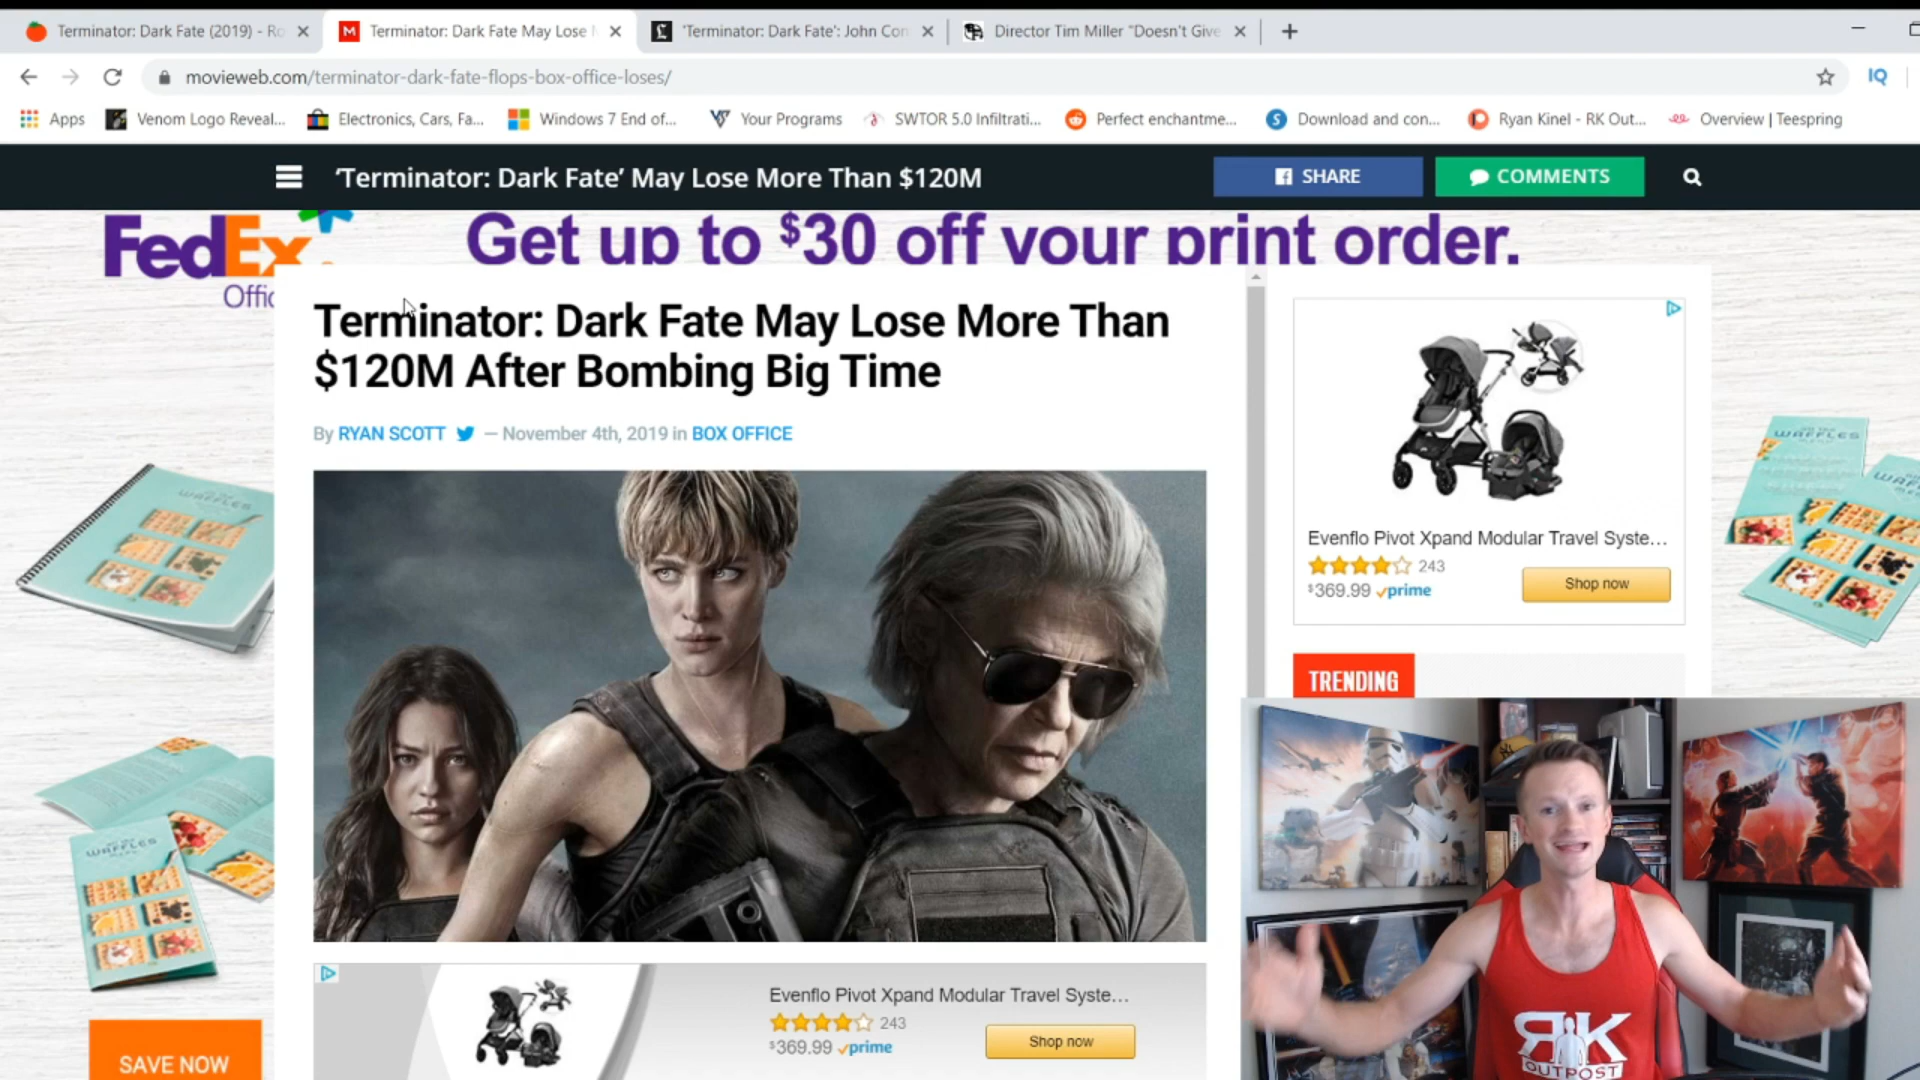 Terminator: Dark Fate (2019) - Ro
Terminator: Dark Fate May Lose
'Terminator: Dark Fate': John Con
Director Tim Miller "Doesn't Give
movieweb.com/terminator-dark-fate-flops-box-office-loses/
IQ
Apps
Venom Logo Reveal...
Electronics, Cars, Fa...
Windows 7 End of...
Your Programs
SWTOR 5.0 Infiltrati...
Perfect enchantme...
Download and con...
Ryan Kinel - RK Out...
Overview | Teespring
'Terminator: Dark Fate' May Lose More Than $120M
SHARE
COMMENTS
FedEx
Offic
Get up to $30 off your print order.
Terminator: Dark Fate May Lose More Than
$120M After Bombing Big Time
By RYAN SCOTT — November 4th, 2019 in BOX OFFICE
Evenflo Pivot Xpand Modular Travel Syste...
243
$369.99 prime
Shop now
TRENDING
WAFFLES
WAFFLES
WAFFLES
SAVE NOW
Evenflo Pivot Xpand Modular Travel Syste...
243
$369.99 prime
Shop now
RK
OUTPOST